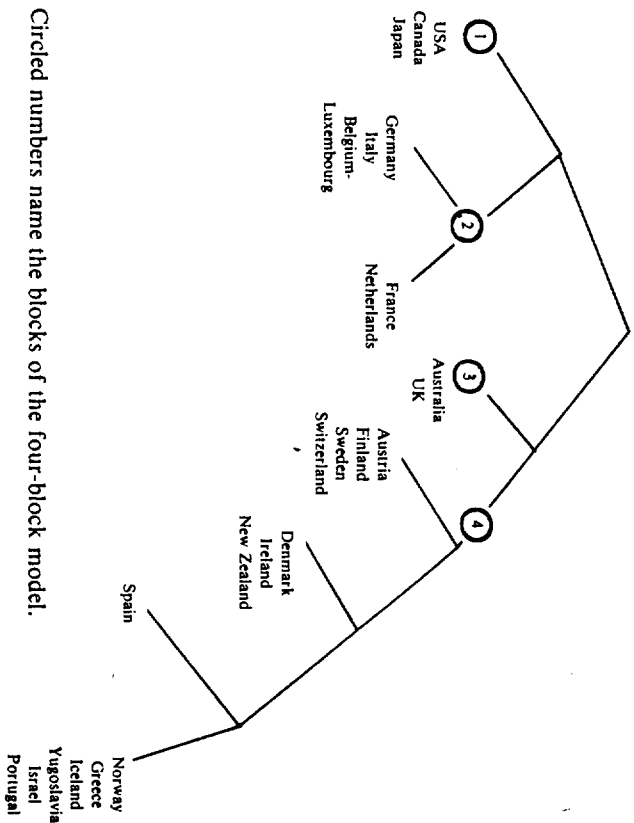 1
USA
Canada
Japan
Germany
Italy
Belgium-
Luxembourg
2
France
Netherlands
3
Australia
UK
4
Austria
Finland
Sweden
Switzerland
Denmark
Ireland
New Zealand
Spain
Norway
Greece
Iceland
Yugoslavia
Israel
Portugal
Circled numbers name the blocks of the four-block model.